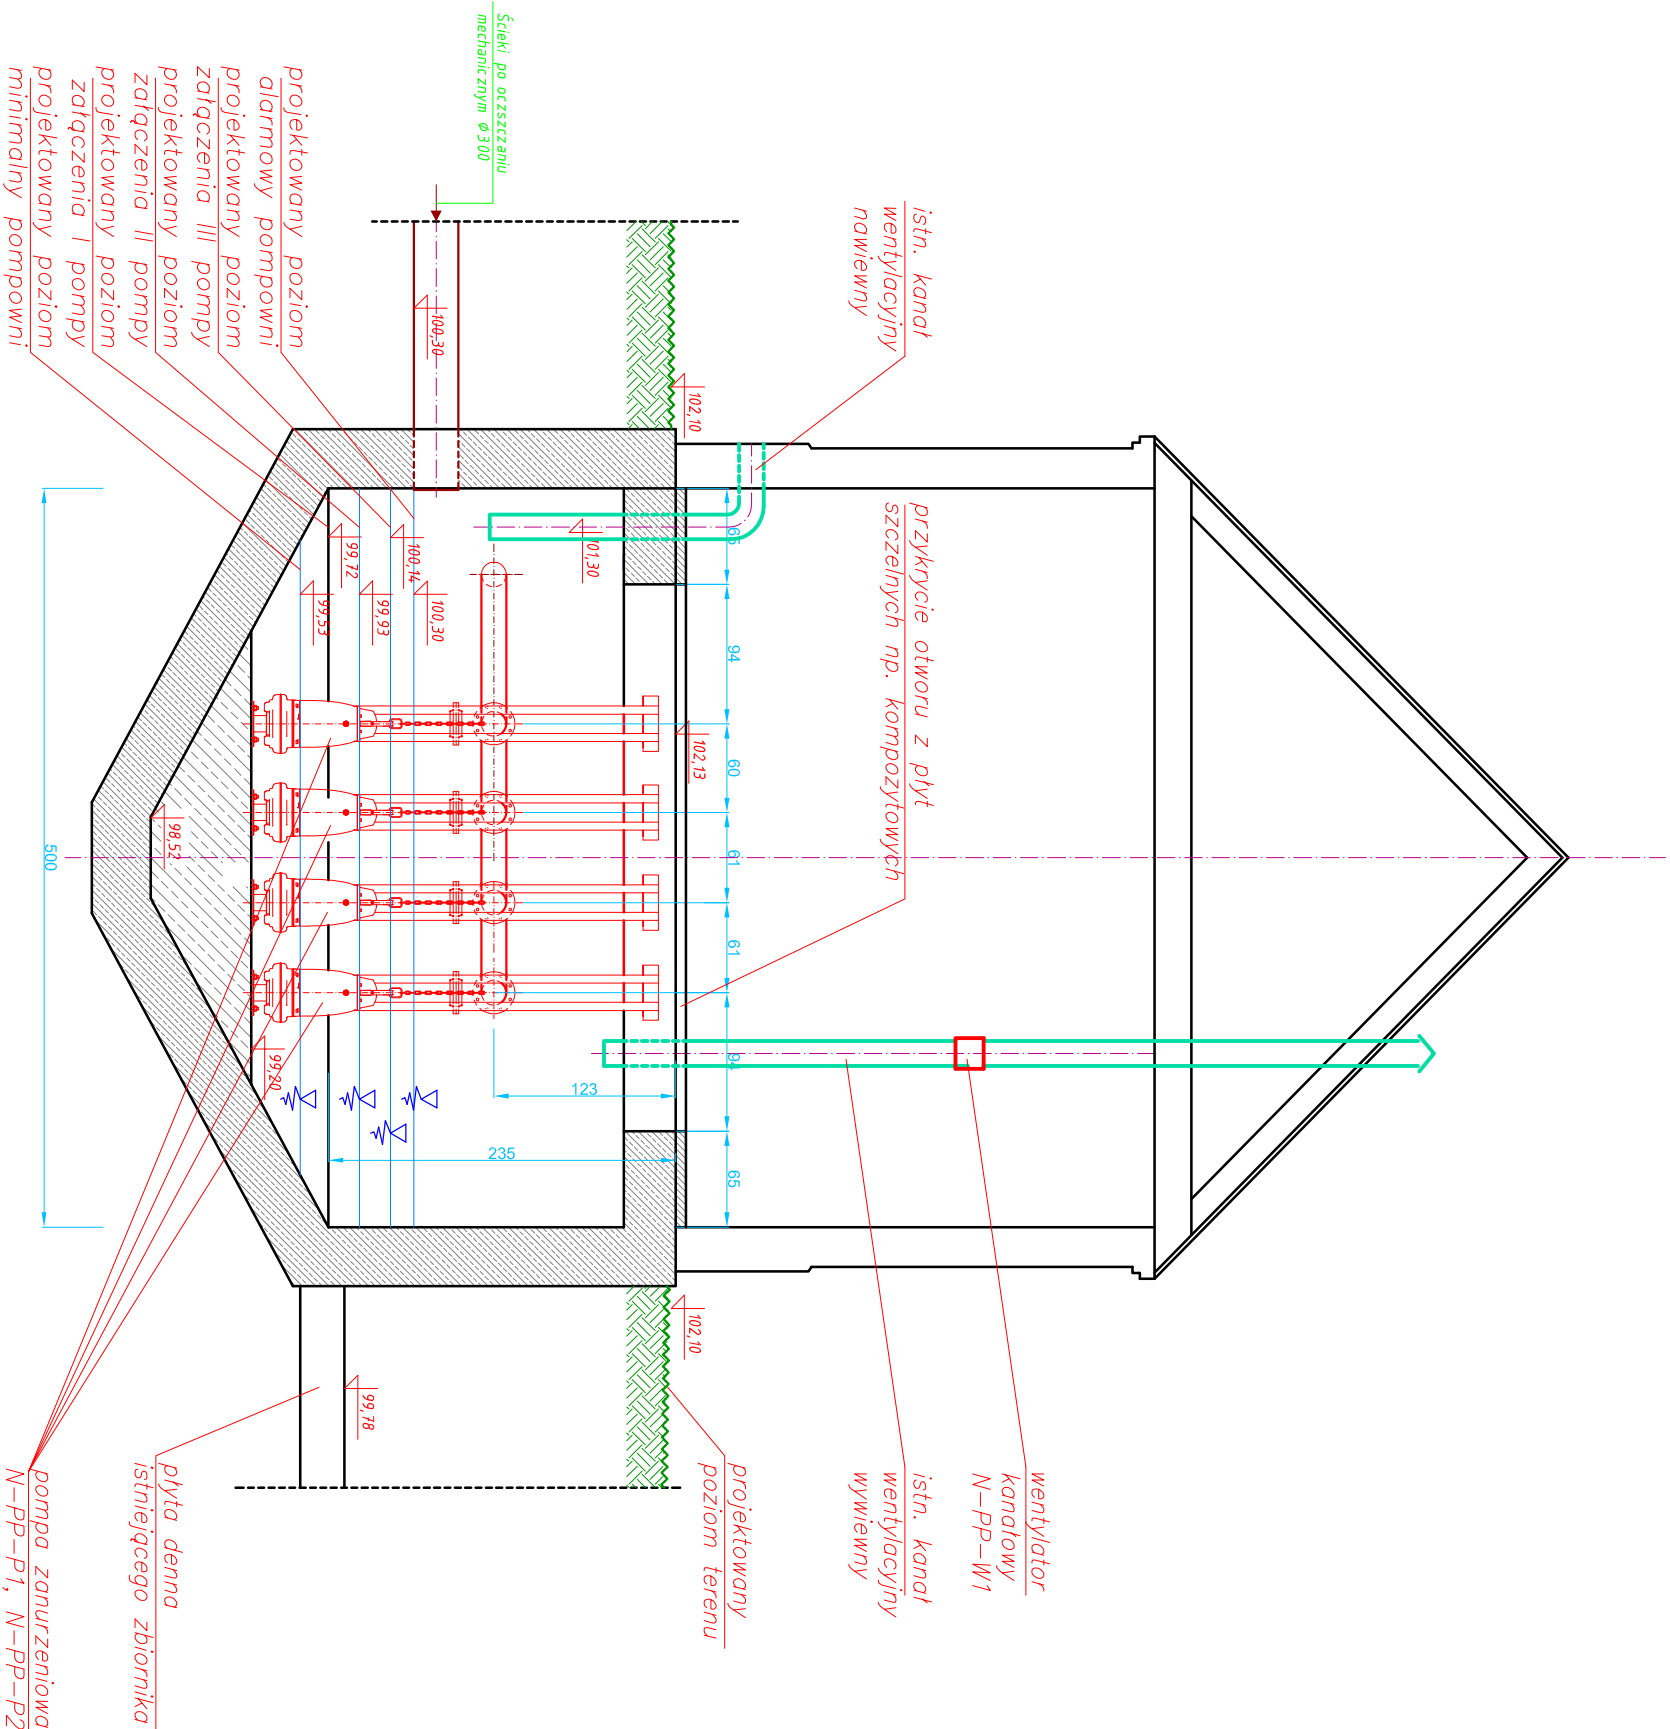 Ścieki po oczszczaniu
mechanicznym Ø300
istn. kanał
wentylacyjny
nawiewny
przykrycie otworu z płyt
szczelnych np. kompozytowych
wentylator
kanałowy
N-PP-W1
istn. kanał
wentylacyjny
wywiewny
projektowany
poziom terenu
projektowany poziom
alarmowy pompowni
projektowany poziom
załączenia III pompy
projektowany poziom
załączenia II pompy
projektowany poziom
załączenia I pompy
projektowany poziom
minimalny pompowni
płyta denna
istniejącego zbiornika
pompa zanurzeniowa
N-PP-P1, N-PP-P2
102,10
102,13
102,10
101,30
100,30
100,30
100,14
99,93
99,72
99,53
99,20
98,52
99,78
65
94
60
61
61
94
65
123
235
500